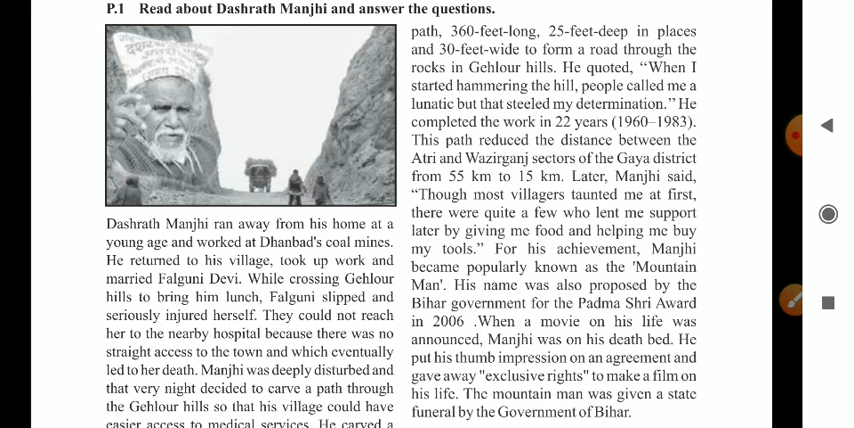 P.1 Read about Dashrath Manjhi and answer the questions.
दशरथ
Dashrath Manjhi ran away from his home at a
young age and worked at Dhanbad's coal mines.
He returned to his village, took up work and
married Falguni Devi. While crossing Gehlour
hills to bring him lunch, Falguni slipped and
seriously injured herself. They could not reach
her to the nearby hospital because there was no
straight access to the town and which eventually
led to her death. Manjhi was deeply disturbed and
that very night decided to carve a path through
the Gehlour hills so that his village could have
easier access to medical services. He carved a
path, 360-feet-long, 25-feet-deep in places
and 30-feet-wide to form a road through the
rocks in Gehlour hills. He quoted, “When I
started hammering the hill, people called me a
lunatic but that steeled my determination.” He
completed the work in 22 years (1960–1983).
This path reduced the distance between the
Atri and Wazirganj sectors of the Gaya district
from 55 km to 15 km. Later, Manjhi said,
“Though most villagers taunted me at first,
there were quite a few who lent me support
later by giving me food and helping me buy
my tools.” For his achievement, Manjhi
became popularly known as the 'Mountain
Man'. His name was also proposed by the
Bihar government for the Padma Shri Award
in 2006 .When a movie on his life was
announced, Manjhi was on his death bed. He
put his thumb impression on an agreement and
gave away "exclusive rights" to make a film on
his life. The mountain man was given a state
funeral by the Government of Bihar.